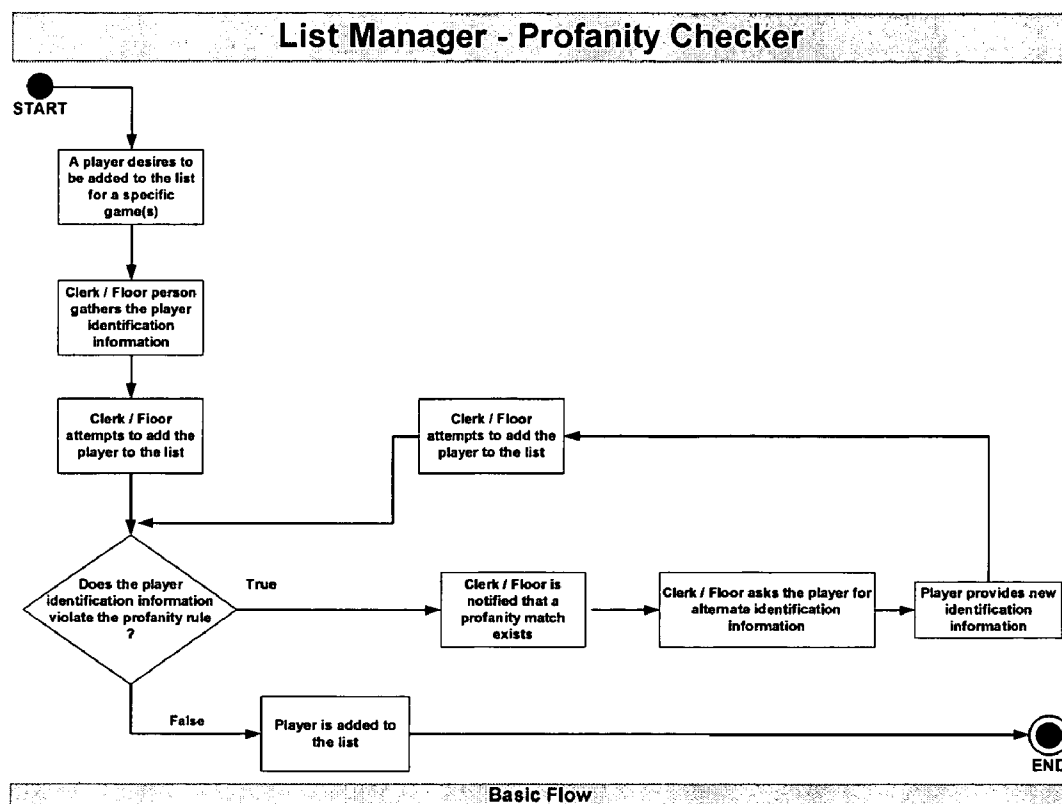 List Manager - Profanity Checker
START
A player desires to
be added to the list
for a specific
game(s)
Clerk / Floor person
gathers the player
identification
information
Clerk / Floor
attempts to add the
player to the list
Clerk / Floor
attempts to add the
player to the list
Does the player
identification information
violate the profanity rule
?
True
Clerk / Floor is
notified that a
profanity match
exists
Clerk / Floor asks the player for
alternate identification
information
Player provides new
identification
information
False
Player is added to
the list
END
Basic Flow